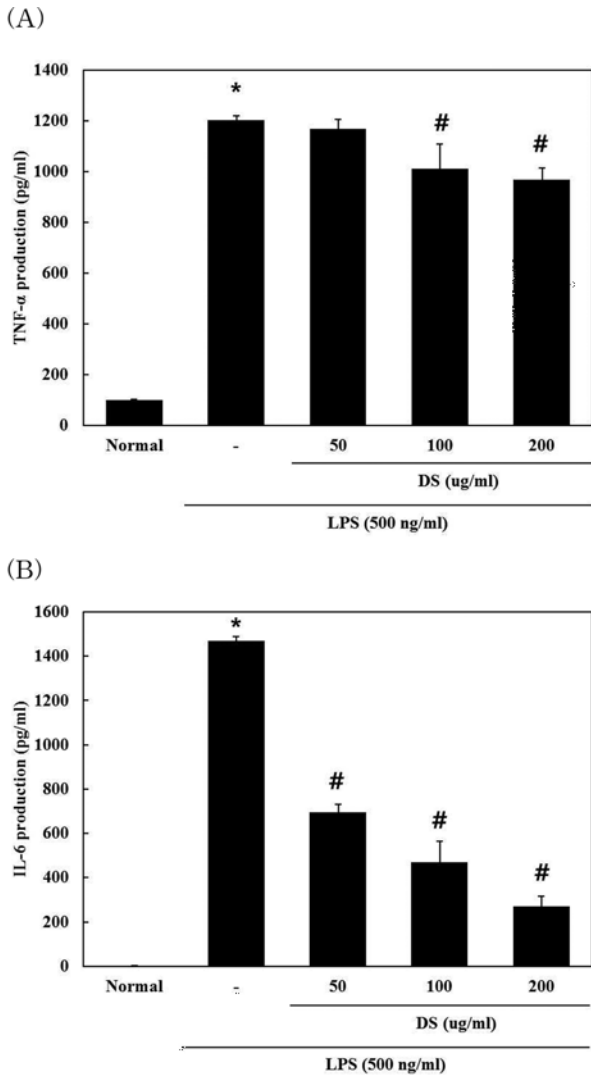 (A)
1400
1200
1000
800
600
400
200
0
TNF-α production (pg/ml)
*
#
#
Normal - 50 100 200
DS (ug/ml)
LPS (500 ng/ml)
(B)
1600
1400
1200
1000
800
600
400
200
0
IL-6 production (pg/ml)
*
#
#
#
Normal - 50 100 200
DS (ug/ml)
LPS (500 ng/ml)